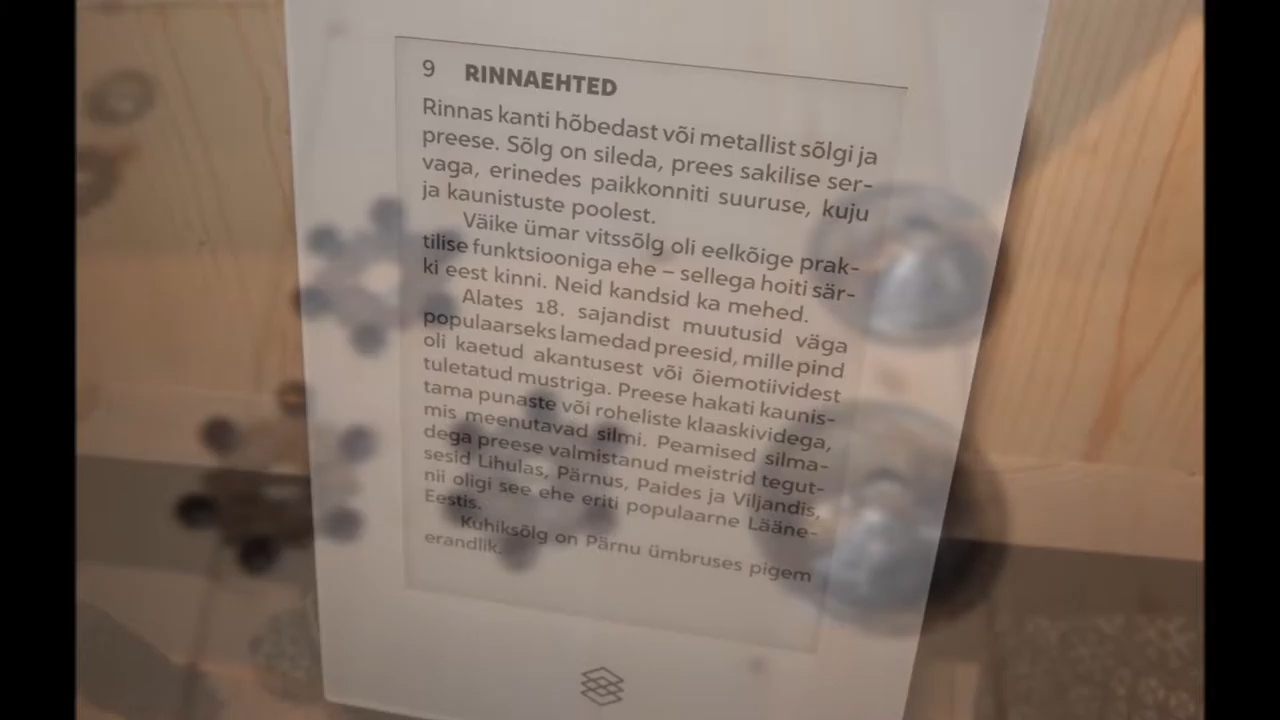 9 RINNAEHTED
Rinnas kanti hõbedast või metallist sõlgi ja
preese. Sõlg on sileda, prees sakilise ser-
vaga, erinedes paikkonniti suuruse, kuju
ja kaunistuste poolest.
Väike ümar vitssõlg oli eelkõige prak-
tilise funktsiooniga ehe – sellega hoiti sär-
ki eest kinni. Neid kandsid ka mehed.
Alates 18. sajandist muutusid väga
populaarseks lamedad preesid, mille pind
oli kaetud akantusest või õiemotiividest
tuletatud mustriga. Preese hakati kaunis-
tama punaste või roheliste klaaskividega,
mis meenutavad silmi. Peamised silma-
dega preese valmistanud meistrid tegut-
sesid Lihulas, Pärnus, Paides ja Viljandis,
nii oligi see ehe eriti populaarne Lääne-
Eestis.
Kuhiksõlg on Pärnu ümbruses pigem
erandlik.